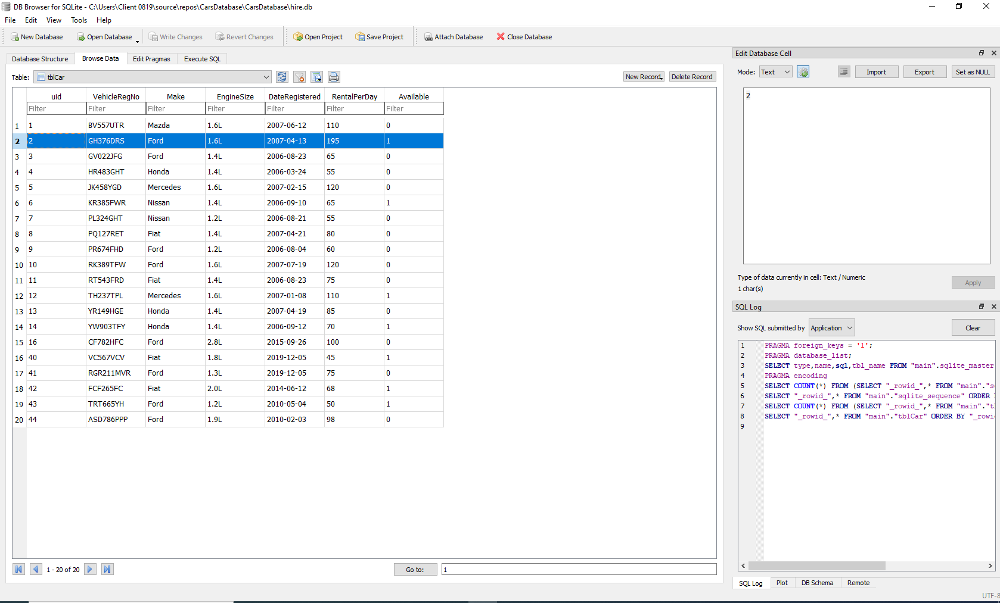 DB Browser for SQLite - C:\Users\Client 0819\source\repos\CarsDatabase\CarsDatabase\hire.db
File Edit View Tools Help
New Database Open Database Write Changes Revert Changes Open Project Save Project Attach Database Close Database
Database Structure Browse Data Edit Pragmas Execute SQL
Table: tblCar New Record Delete Record
uid VehicleRegNo Make EngineSize DateRegistered RentalPerDay Available
Filter Filter Filter Filter Filter Filter Filter
1 1 BV557UTR Mazda 1.6L 2007-06-12 110 0
2 2 GH376DRS Ford 1.6L 2007-04-13 195 1
3 3 GV022JFG Ford 1.4L 2006-08-23 65 0
4 4 HR483GHT Honda 1.4L 2006-03-24 55 0
5 5 JK458YGD Mercedes 1.6L 2007-02-15 120 0
6 6 KR385FWR Nissan 1.4L 2006-09-10 65 1
7 7 PL324GHT Nissan 1.2L 2006-08-21 55 0
8 8 PQ127RET Fiat 1.4L 2007-04-21 80 0
9 9 PR674FHD Ford 1.2L 2006-08-04 60 0
10 10 RK389TFW Ford 1.6L 2007-07-19 120 0
11 11 RT543FRD Fiat 1.4L 2006-08-23 75 0
12 12 TH237TPL Mercedes 1.6L 2007-01-08 110 1
13 13 YR149HGE Honda 1.4L 2007-04-19 85 0
14 14 YW903TFY Honda 1.4L 2006-09-12 70 1
15 16 CF782HFC Ford 2.8L 2015-09-26 100 0
16 40 VC567VCV Fiat 1.8L 2019-12-05 45 1
17 41 RGR211MVR Ford 1.3L 2019-12-05 75 0
18 42 FCF265FC Fiat 2.0L 2014-06-12 68 1
19 43 TRT665YH Ford 1.2L 2010-05-04 50 1
20 44 ASD786PPP Ford 1.9L 2010-02-03 98 0
1 - 20 of 20 Go to: 1
Edit Database Cell
Mode: Text Import Export Set as NULL
2
Type of data currently in cell: Text / Numeric
1 char(s)
Apply
SQL Log
Show SQL submitted by Application Clear
1 PRAGMA foreign_keys = '1';
2 PRAGMA database_list;
3 SELECT type,name,sql,tbl_name FROM "main".sqlite_master
4 PRAGMA encoding
5 SELECT COUNT(*) FROM (SELECT "_rowid_",* FROM "main"."s
6 SELECT "_rowid_",* FROM "main"."sqlite_sequence" ORDER
7 SELECT COUNT(*) FROM (SELECT "_rowid_",* FROM "main"."t
8 SELECT "_rowid_",* FROM "main"."tblCar" ORDER BY "_rowi
9
SQL Log Plot DB Schema Remote
UTF-8